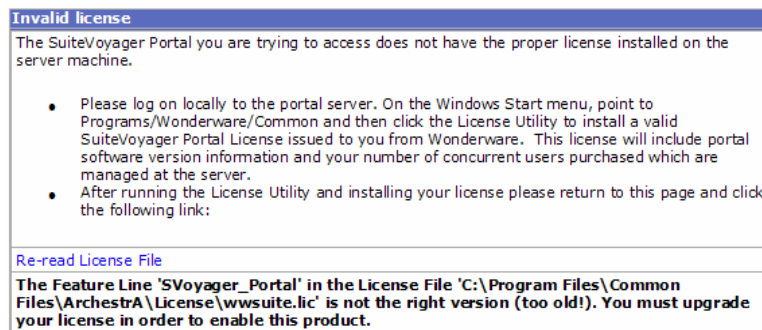 Invalid license
The SuiteVoyager Portal you are trying to access does not have the proper license installed on the
server machine.
● Please log on locally to the portal server. On the Windows Start menu, point to
Programs/Wonderware/Common and then click the License Utility to install a valid
SuiteVoyager Portal License issued to you from Wonderware.  This license will include portal
software version information and your number of concurrent users purchased which are
managed at the server.
● After running the License Utility and installing your license please return to this page and click
the following link:
Re-read License File
The Feature Line 'SVoyager_Portal' in the License File 'C:\Program Files\Common
Files\ArchestrA\License\wwsuite.lic' is not the right version (too old!). You must upgrade
your license in order to enable this product.